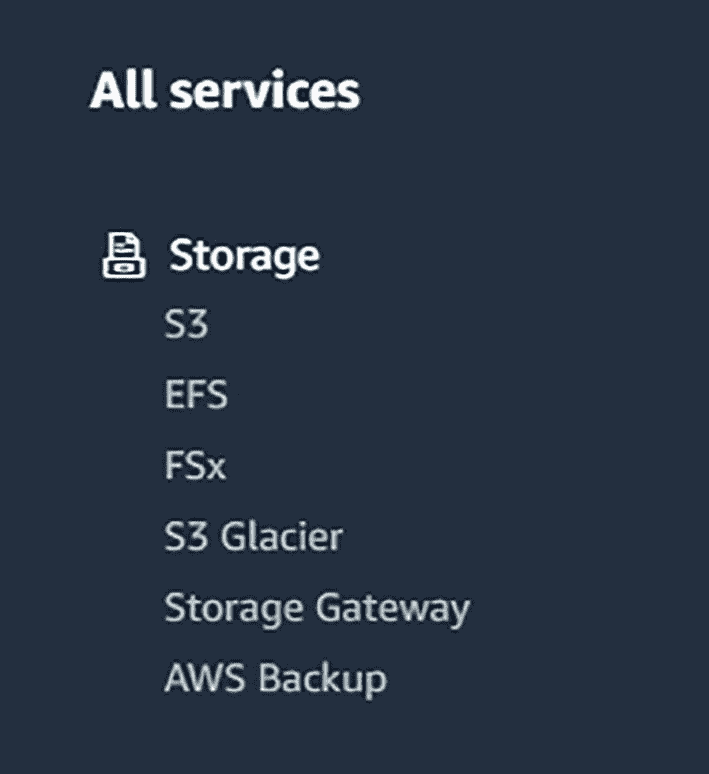 All services
Storage
S3
EFS
FSx
S3 Glacier
Storage Gateway
AWS Backup